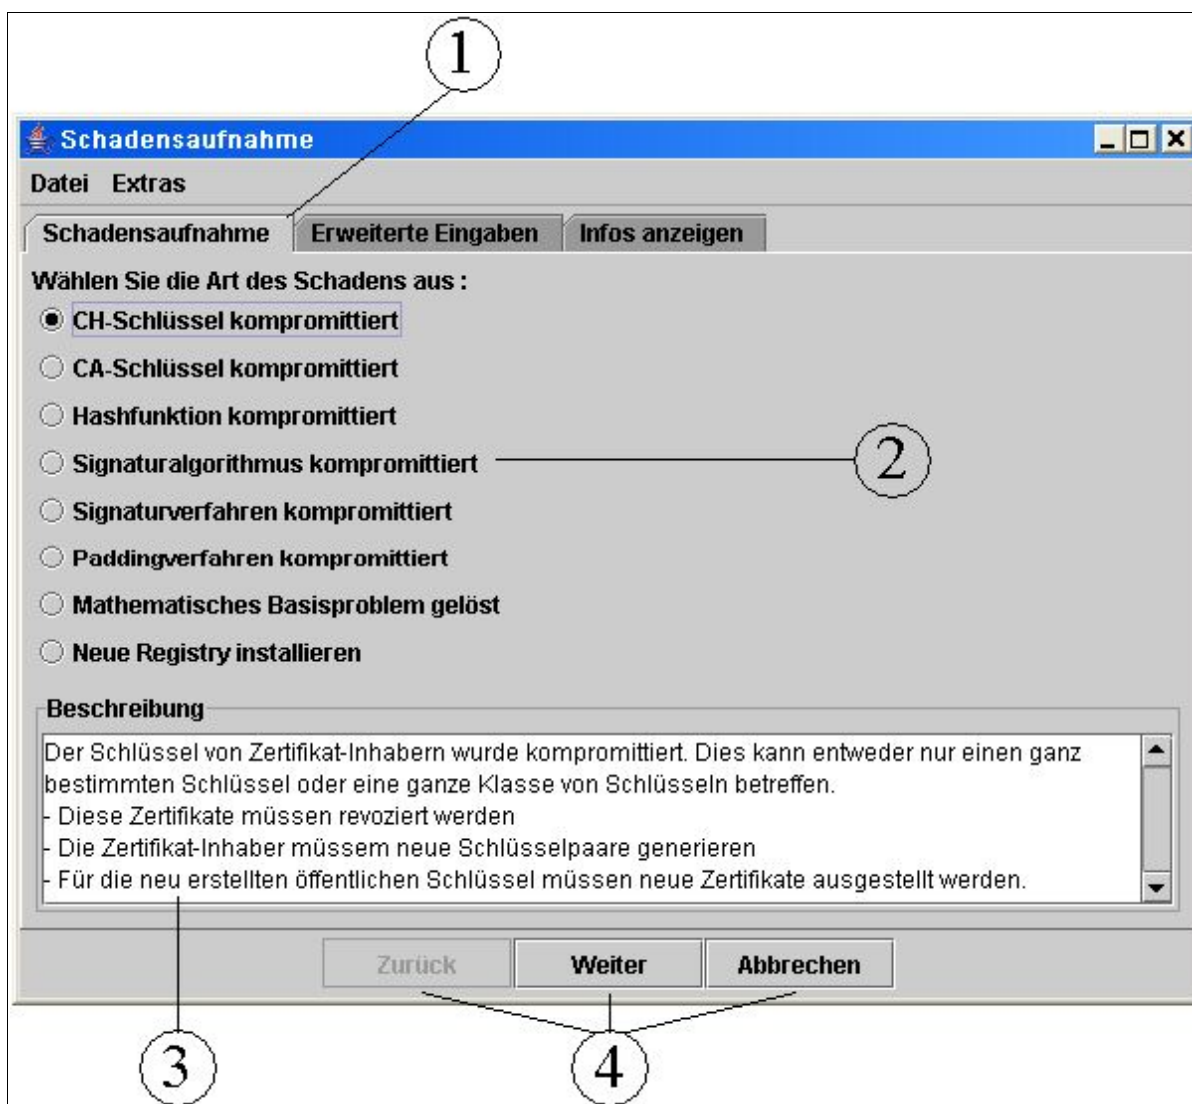 1
Schadensaufnahme
Datei Extras
Schadensaufnahme Erweiterte Eingaben Infos anzeigen
Wählen Sie die Art des Schadens aus :
CH-Schlüssel kompromittiert
CA-Schlüssel kompromittiert
Hashfunktion kompromittiert
Signaturalgorithmus kompromittiert
2
Signaturverfahren kompromittiert
Paddingverfahren kompromittiert
Mathematisches Basisproblem gelöst
Neue Registry installieren
Beschreibung
Der Schlüssel von Zertifikat-Inhabern wurde kompromittiert. Dies kann entweder nur einen ganz
bestimmten Schlüssel oder eine ganze Klasse von Schlüsseln betreffen.
- Diese Zertifikate müssen revoziert werden
- Die Zertifikat-Inhaber müssem neue Schlüsselpaare generieren
- Für die neu erstellten öffentlichen Schlüssel müssen neue Zertifikate ausgestellt werden.
Zurück Weiter Abbrechen
3 4